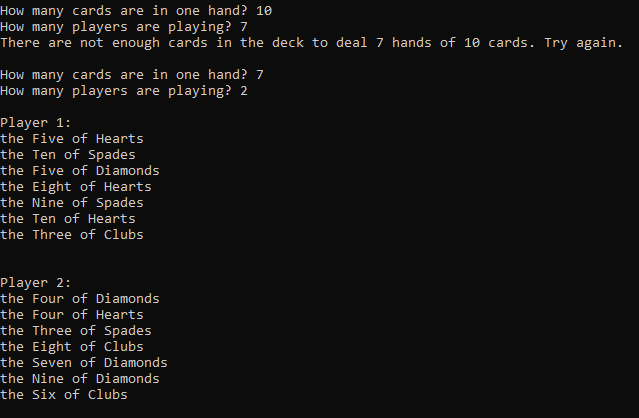 How many cards are in one hand? 10
How many players are playing? 7
There are not enough cards in the deck to deal 7 hands of 10 cards. Try again.
How many cards are in one hand? 7
How many players are playing? 2
Player 1:
the Five of Hearts
the Ten of Spades
the Five of Diamonds
the Eight of Hearts
the Nine of Spades
the Ten of Hearts
the Three of Clubs
Player 2:
the Four of Diamonds
the Four of Hearts
the Three of Spades
the Eight of Clubs
the Seven of Diamonds
the Nine of Diamonds
the Six of Clubs